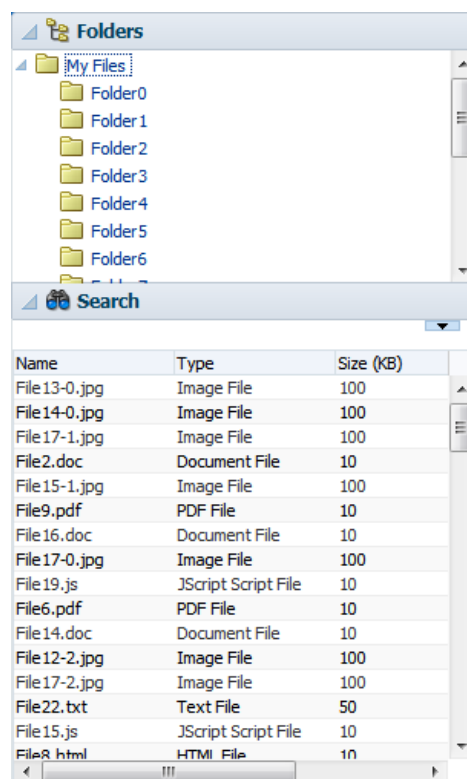 Folders
My Files
Folder0
Folder1
Folder2
Folder3
Folder4
Folder5
Folder6
Search
Name Type Size (KB)
File13-0.jpg Image File 100
File14-0.jpg Image File 100
File17-1.jpg Image File 100
File2.doc Document File 10
File15-1.jpg Image File 100
File9.pdf PDF File 10
File16.doc Document File 10
File17-0.jpg Image File 100
File19.js JScript Script File 10
File6.pdf PDF File 10
File14.doc Document File 10
File12-2.jpg Image File 100
File17-2.jpg Image File 100
File22.txt Text File 50
File15.js JScript Script File 10
File8.html HTML File 10